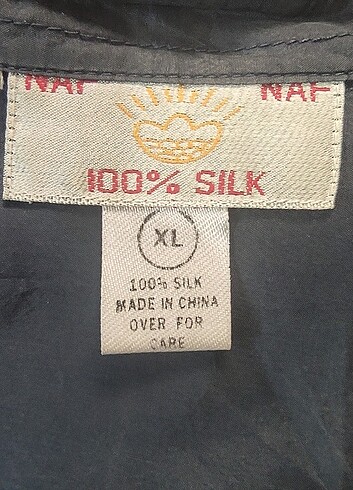 NAF NAF
100% SILK
XL
100% SILK
MADE IN CHINA
OVER FOR
CARE